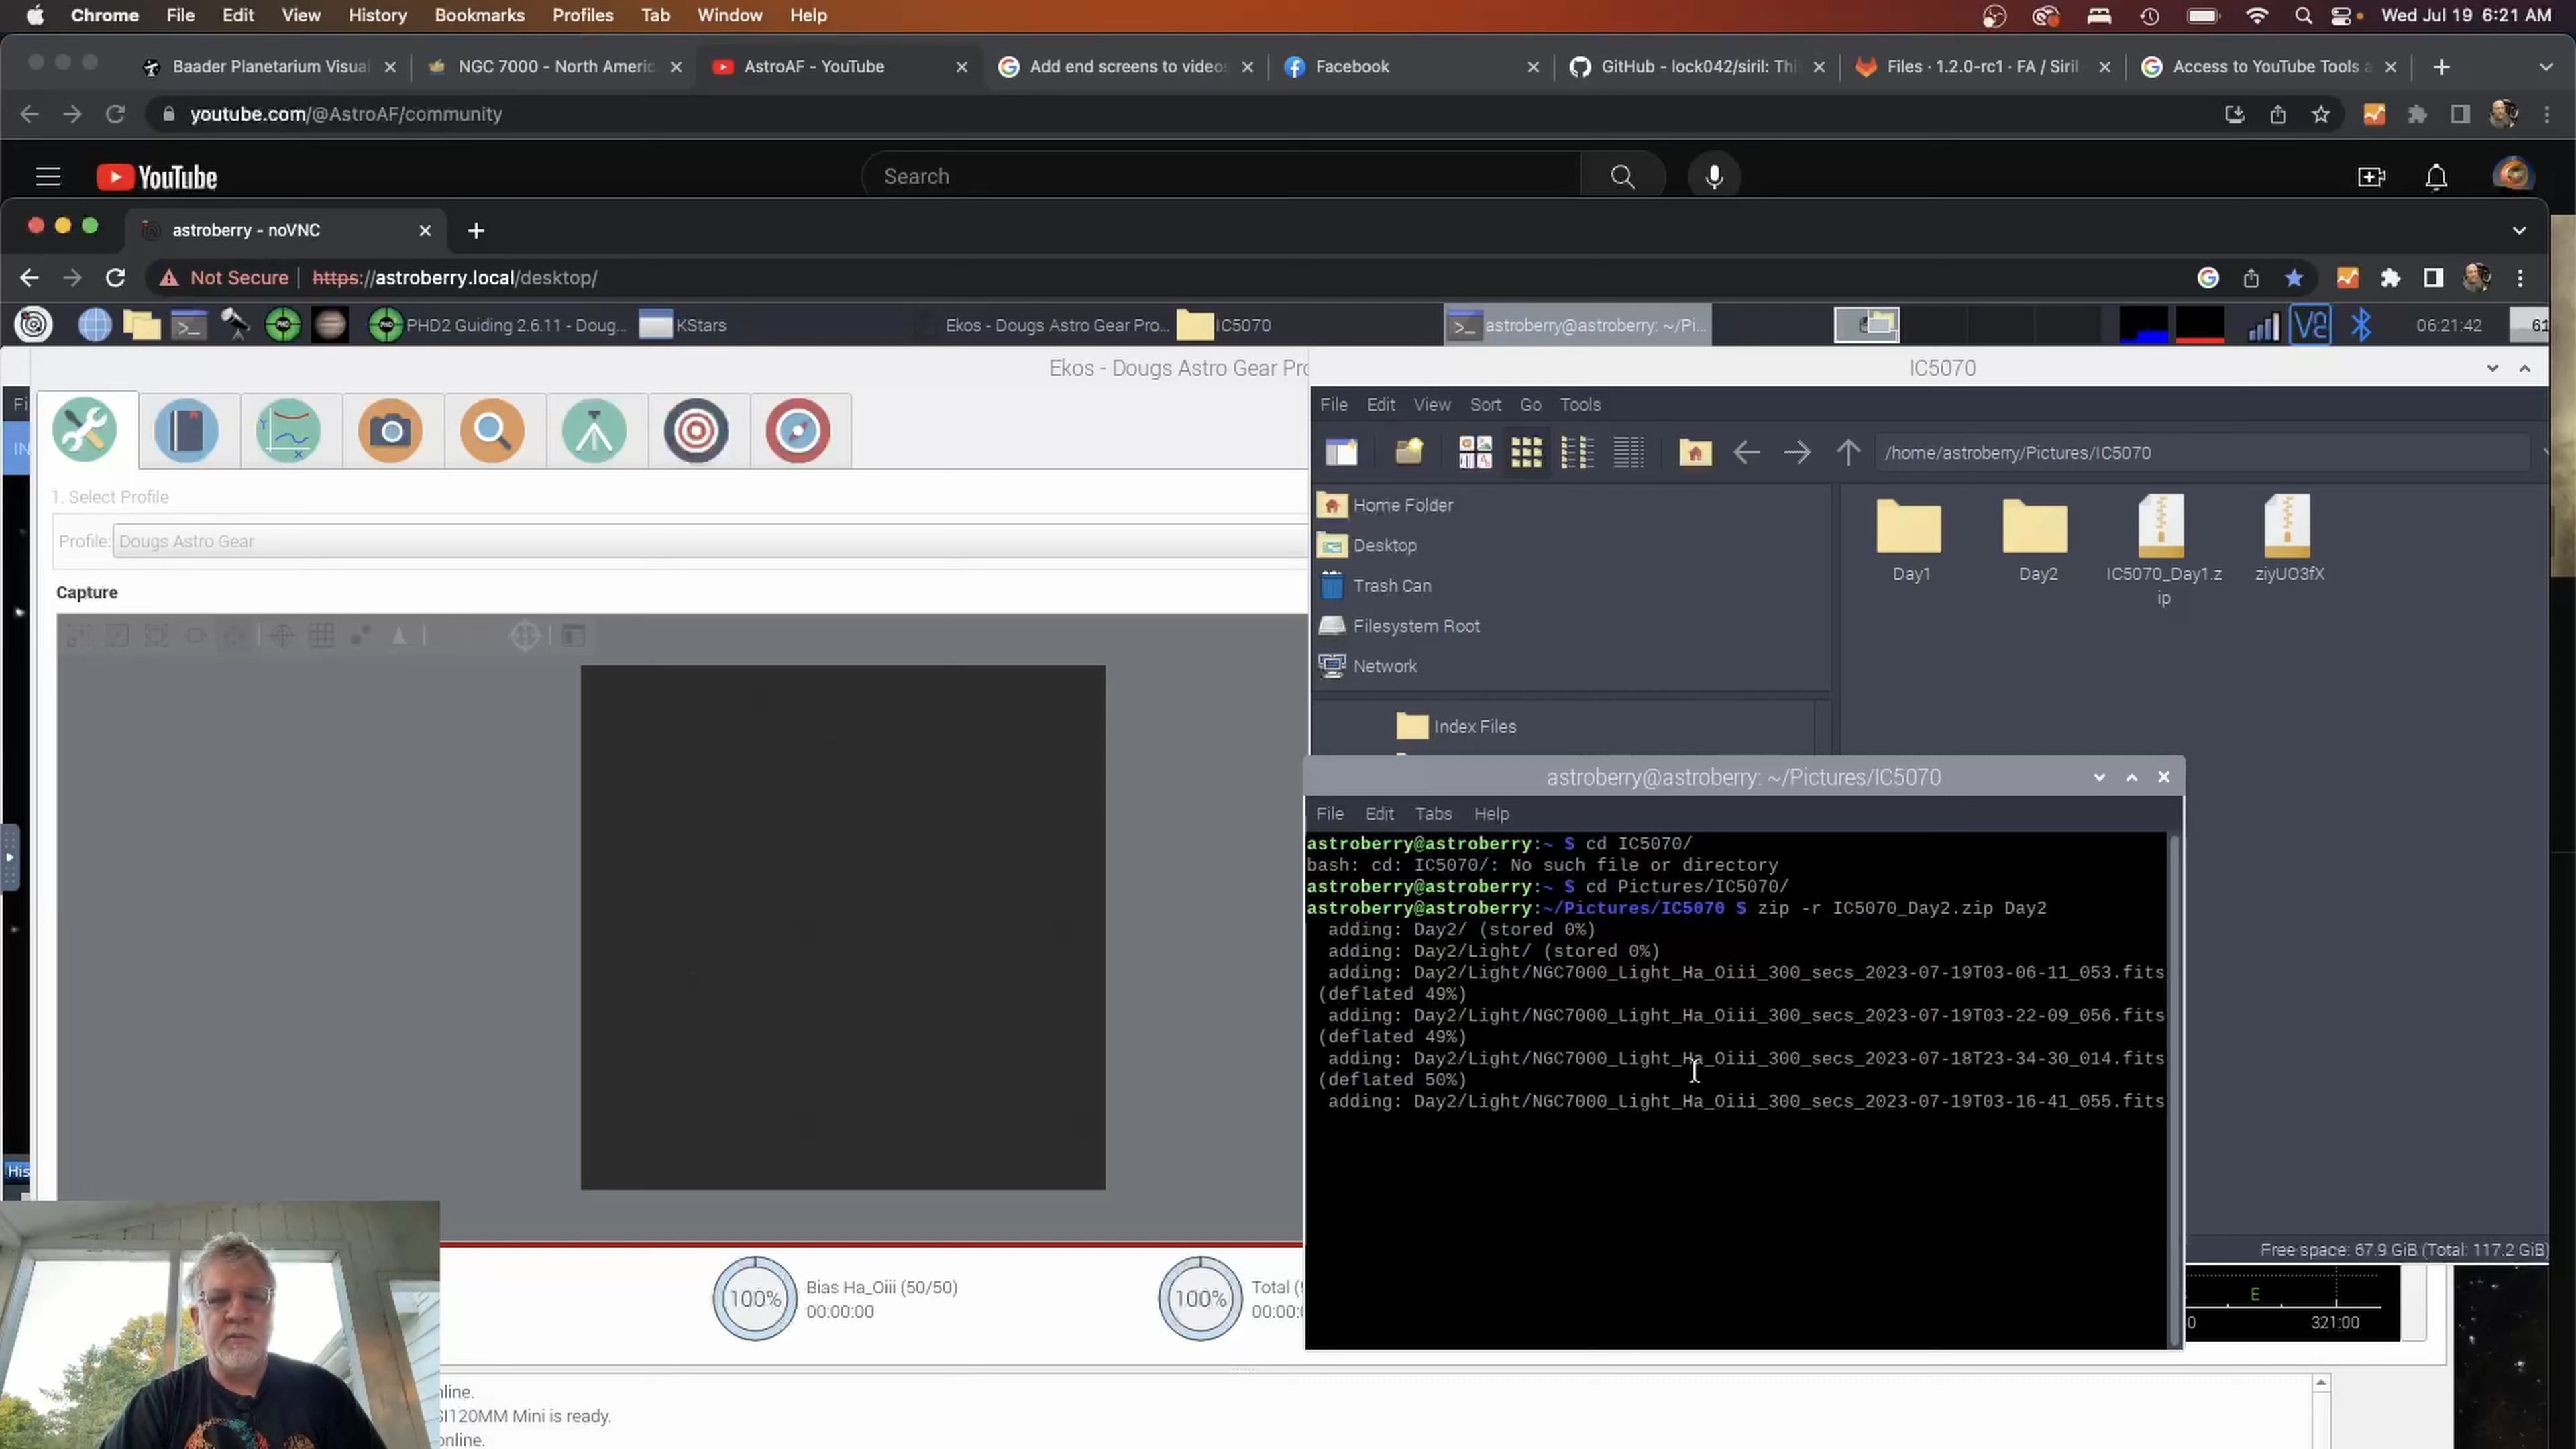 Chrome File Edit View History Bookmarks Profiles Tab Window Help Wed Jul 19 6:21 AM
Baader Planetarium Visual NGC 7000 - North Americ AstroAF - YouTube Add end screens to videos Facebook GitHub - lock042/siril: Thi Files · 1.2.0-rc1 · FA / Siril Access to YouTube Tools a
youtube.com/@AstroAF/community
YouTube Search
astroberry - noVNC
Not Secure https://astroberry.local/desktop/
PHD2 Guiding 2.6.11 - Doug... KStars Ekos - Dougs Astro Gear Pro... IC5070 astroberry@astroberry: ~/Pi... 06:21:42 61
Ekos - Dougs Astro Gear Pro
1. Select Profile
Profile: Dougs Astro Gear
Capture
IC5070
File Edit View Sort Go Tools
/home/astroberry/Pictures/IC5070
Home Folder
Desktop
Trash Can
Filesystem Root
Network
Index Files
Day1 Day2 IC5070_Day1.z ziyUO3fX
ip
astroberry@astroberry: ~/Pictures/IC5070
File Edit Tabs Help
astroberry@astroberry:~ $ cd IC5070/
bash: cd: IC5070/: No such file or directory
astroberry@astroberry:~ $ cd Pictures/IC5070/
astroberry@astroberry:~/Pictures/IC5070 $ zip -r IC5070_Day2.zip Day2
adding: Day2/ (stored 0%)
adding: Day2/Light/ (stored 0%)
adding: Day2/Light/NGC7000_Light_Ha_Oiii_300_secs_2023-07-19T03-06-11_053.fits
(deflated 49%)
adding: Day2/Light/NGC7000_Light_Ha_Oiii_300_secs_2023-07-19T03-22-09_056.fits
(deflated 49%)
adding: Day2/Light/NGC7000_Light_Ha_Oiii_300_secs_2023-07-18T23-34-30_014.fits
(deflated 50%)
adding: Day2/Light/NGC7000_Light_Ha_Oiii_300_secs_2023-07-19T03-16-41_055.fits
Free space: 67.9 GiB (Total: 117.2 GiB)
E
321:00
100% Bias Ha_Oiii (50/50)
00:00:00
100% Total
00:00:
nline.
SI120MM Mini is ready.
online.